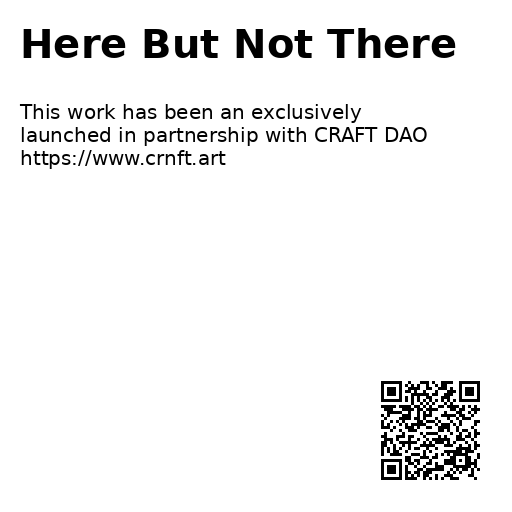 Here But Not There
This work has been an exclusively
launched in partnership with CRAFT DAO
https://www.crnft.art